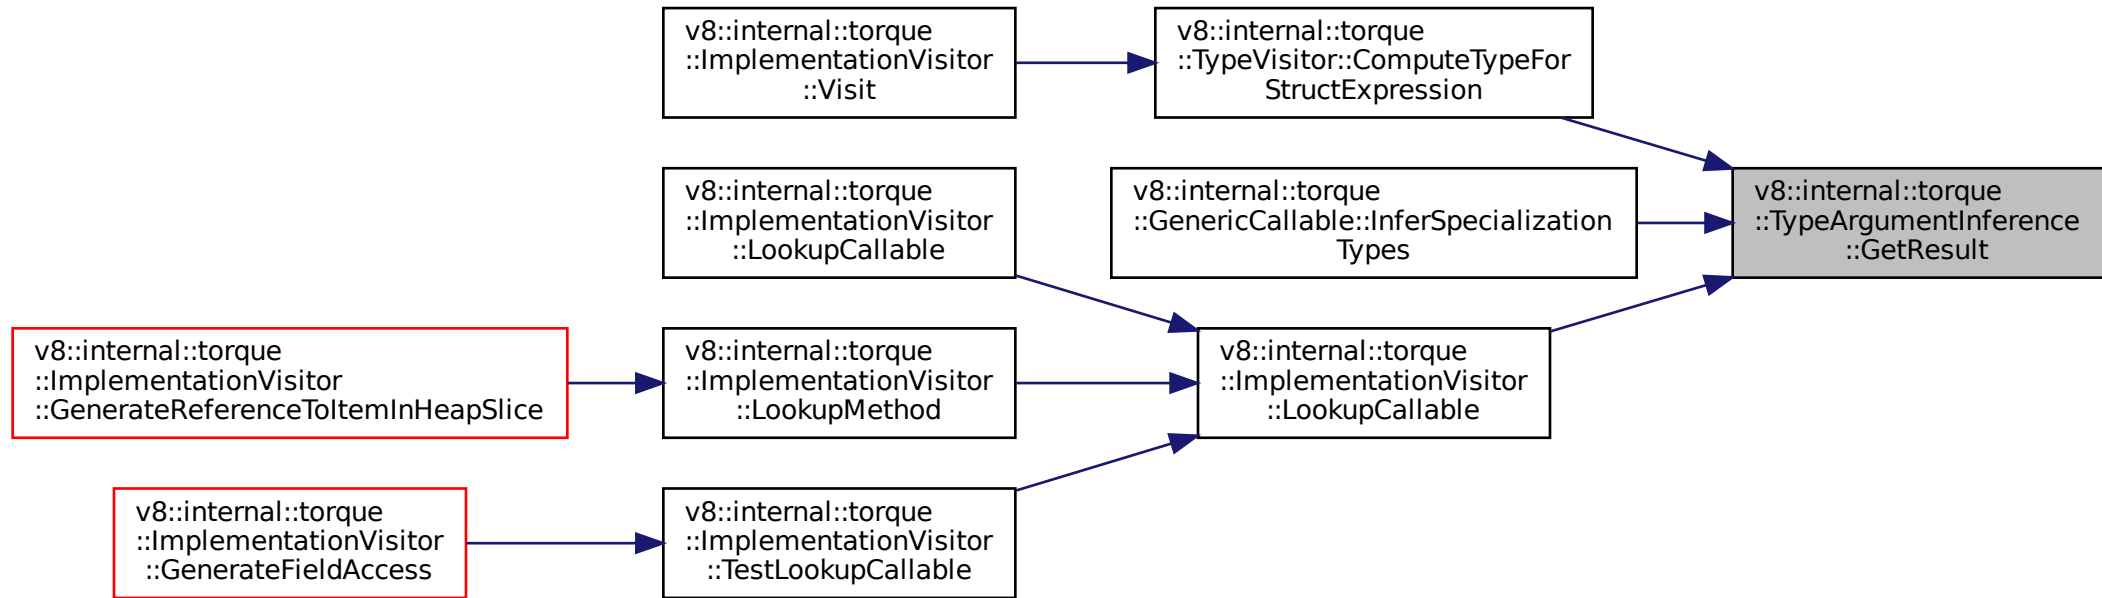 v8::internal::torque
::ImplementationVisitor
::Visit
v8::internal::torque
::TypeVisitor::ComputeTypeFor
StructExpression
v8::internal::torque
::ImplementationVisitor
::LookupCallable
v8::internal::torque
::GenericCallable::InferSpecialization
Types
v8::internal::torque
::TypeArgumentInference
::GetResult
v8::internal::torque
::ImplementationVisitor
::GenerateReferenceToItemInHeapSlice
v8::internal::torque
::ImplementationVisitor
::LookupMethod
v8::internal::torque
::ImplementationVisitor
::LookupCallable
v8::internal::torque
::ImplementationVisitor
::GenerateFieldAccess
v8::internal::torque
::ImplementationVisitor
::TestLookupCallable